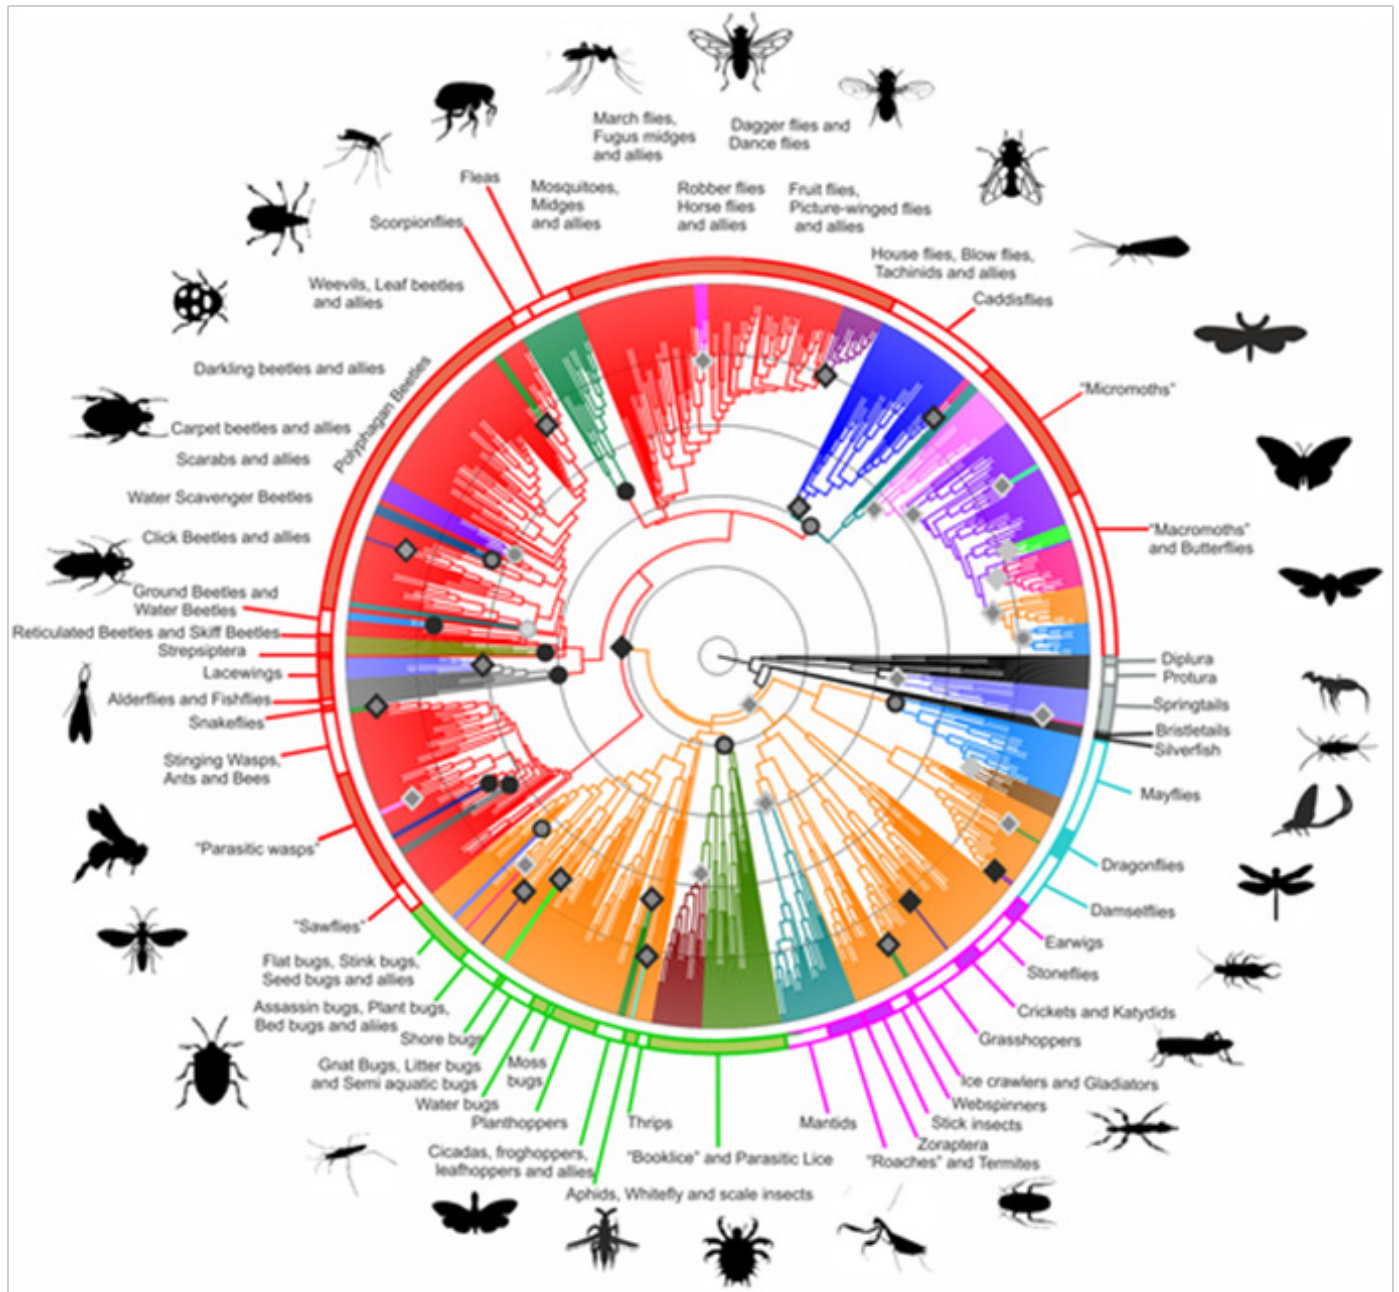 March flies,
Fugus midges
and allies
Dagger flies and
Dance flies
Fleas
Mosquitoes,
Midges
and allies
Robber flies
Horse flies
and allies
Fruit flies,
Picture-winged flies
and allies
Scorpionflies
House flies, Blow flies,
Tachinids and allies
Weevils, Leaf beetles
and allies
Caddisflies
Darkling beetles and allies
Polyphagan Beetles
"Micromoths"
Carpet beetles and allies
Scarabs and allies
Water Scavenger Beetles
Click Beetles and allies
"Macromoths"
and Butterflies
Ground Beetles and
Water Beetles
Reticulated Beetles and Skiff Beetles
Strepsiptera
Lacewings
Alderflies and Fishflies
Snakeflies
Stinging Wasps,
Ants and Bees
"Parasitic wasps"
"Sawflies"
Diplura
Protura
Springtails
Bristletails
Silverfish
Mayflies
Dragonflies
Damselflies
Earwigs
Stoneflies
Crickets and Katydids
Grasshoppers
Ice crawlers and Gladiators
Webspinners
Stick insects
Zoraptera
"Roaches" and Termites
Mantids
"Booklice" and Parasitic Lice
Thrips
Aphids, Whitefly and scale insects
Cicadas, froghoppers,
leafhoppers and allies
Planthoppers
Moss
bugs
Water bugs
Gnat Bugs, Litter bugs
and Semi aquatic bugs
Shore bugs
Assassin bugs, Plant bugs,
Bed bugs and allies
Flat bugs, Stink bugs,
Seed bugs and allies